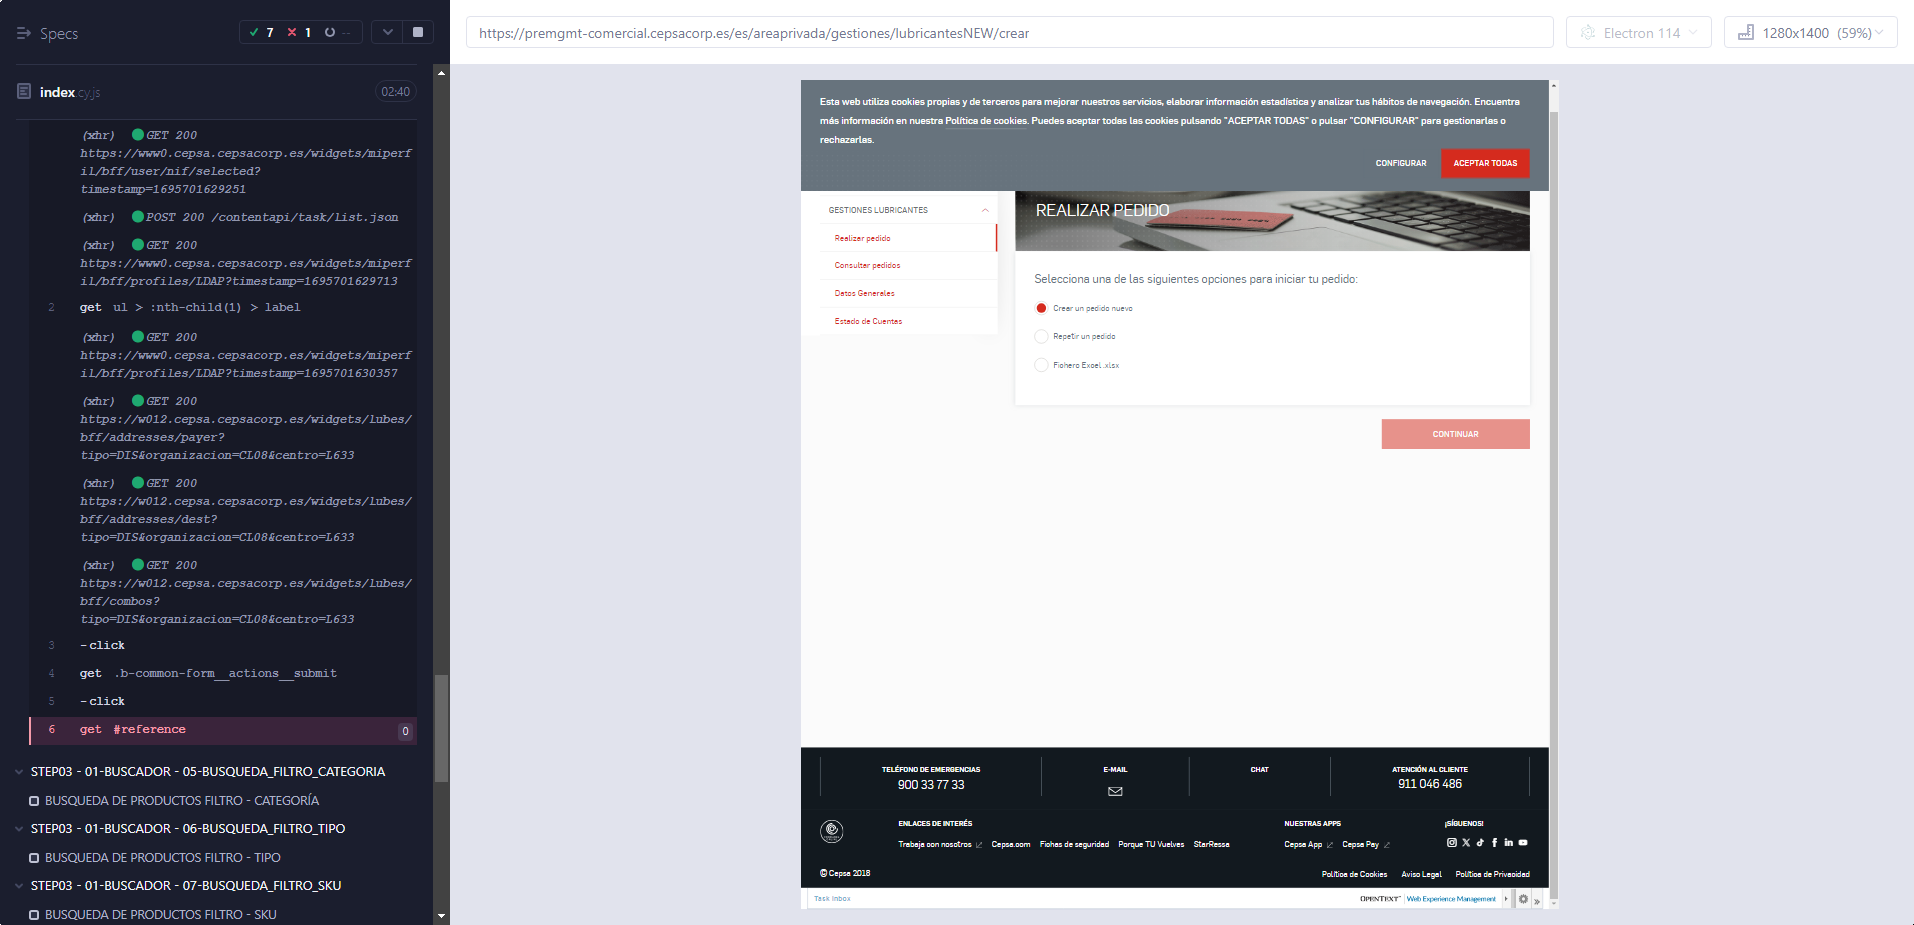 Specs
7
1
--
https://premgmt-comercial.cepsacorp.es/es/areaprivada/gestiones/lubricantesNEW/crear
Electron 114
1280x1400 (59%)
index.cy.js
02:40
(xhr) GET 200
https://www0.cepsa.cepsacorp.es/widgets/miperf
il/bff/user/nif/selected?
timestamp=1695701629251
(xhr) POST 200 /contentapi/task/list.json
(xhr) GET 200
https://www0.cepsa.cepsacorp.es/widgets/miperf
il/bff/profiles/LDAP?timestamp=1695701629713
2 get ul > :nth-child(1) > label
(xhr) GET 200
https://www0.cepsa.cepsacorp.es/widgets/miperf
il/bff/profiles/LDAP?timestamp=1695701630357
(xhr) GET 200
https://w012.cepsa.cepsacorp.es/widgets/lubes/
bff/addresses/payer?
tipo=DIS&organizacion=CL08&centro=L633
(xhr) GET 200
https://w012.cepsa.cepsacorp.es/widgets/lubes/
bff/addresses/dest?
tipo=DIS&organizacion=CL08&centro=L633
(xhr) GET 200
https://w012.cepsa.cepsacorp.es/widgets/lubes/
bff/combos?
tipo=DIS&organizacion=CL08&centro=L633
3 -click
4 get .b-common-form__actions__submit
5 -click
6 get #reference 0
STEP03 - 01-BUSCADOR - 05-BUSQUEDA_FILTRO_CATEGORIA
BUSQUEDA DE PRODUCTOS FILTRO - CATEGORÍA
STEP03 - 01-BUSCADOR - 06-BUSQUEDA_FILTRO_TIPO
BUSQUEDA DE PRODUCTOS FILTRO - TIPO
STEP03 - 01-BUSCADOR - 07-BUSQUEDA_FILTRO_SKU
BUSQUEDA DE PRODUCTOS FILTRO - SKU
Esta web utiliza cookies propias y de terceros para mejorar nuestros servicios, elaborar información estadística y analizar tus hábitos de navegación. Encuentra
más información en nuestra Política de cookies. Puedes aceptar todas las cookies pulsando "ACEPTAR TODAS" o pulsar "CONFIGURAR" para gestionarlas o
rechazarlas.
CONFIGURAR
ACEPTAR TODAS
GESTIONES LUBRICANTES
Realizar pedido
Consultar pedidos
Datos Generales
Estado de Cuentas
REALIZAR PEDIDO
Selecciona una de las siguientes opciones para iniciar tu pedido:
Crear un pedido nuevo
Repetir un pedido
Fichero Excel .xlsx
CONTINUAR
TELÉFONO DE EMERGENCIAS
900 33 77 33
E-MAIL
CHAT
ATENCIÓN AL CLIENTE
911 046 486
ENLACES DE INTERÉS
Trabaja con nosotros Cepsa.com Fichas de seguridad Porque TU Vuelves StarRessa
NUESTRAS APPS
Cepsa App Cepsa Pay
¡SÍGUENOS!
© Cepsa 2018
Política de Cookies Aviso Legal Política de Privacidad
Task Inbox
OPENTEXT™ Web Experience Management